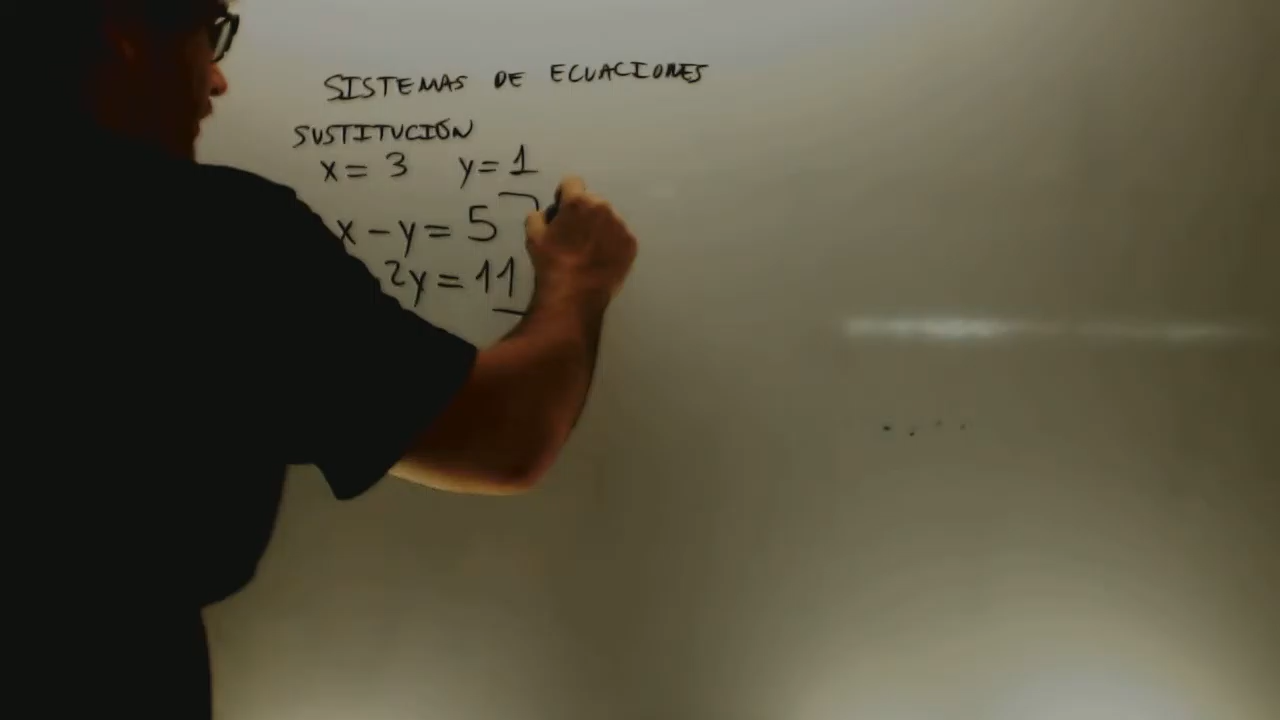 SISTEMAS DE ECUACIONES
SUSTITUCIÓN
x = 3 y = 1
x - y = 5
2y = 11